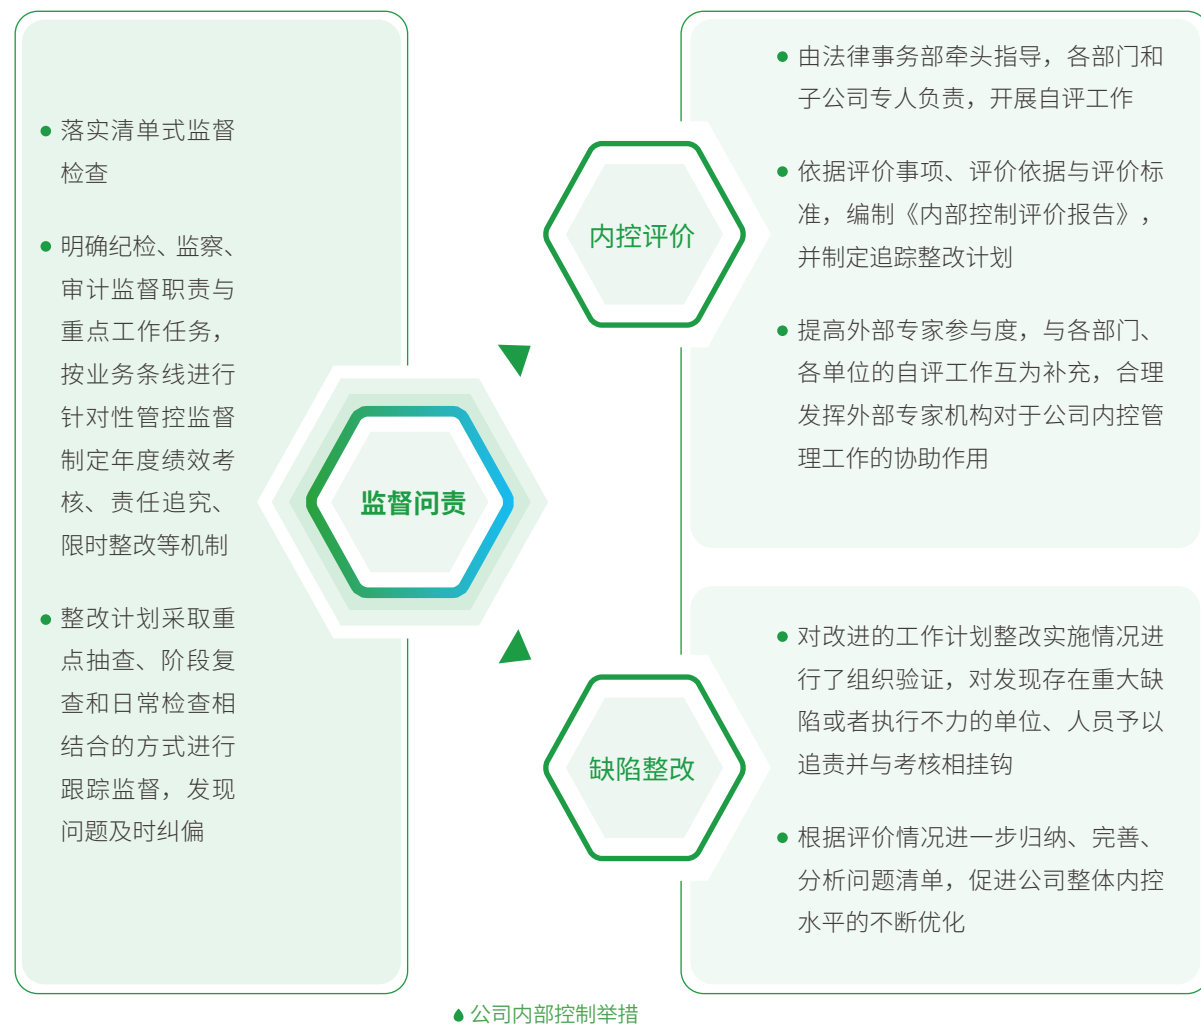 落实清单式监督
检查
明确纪检、监察、
审计监督职责与
重点工作任务，
按业务条线进行
针对性管控监督
制定年度绩效考
核、责任追究、
限时整改等机制
整改计划采取重
点抽查、阶段复
查和日常检查相
结合的方式进行
跟踪监督，发现
问题及时纠偏
监督问责
内控评价
由法律事务部牵头指导，各部门和
子公司专人负责，开展自评工作
依据评价事项、评价依据与评价标
准，编制《内部控制评价报告》，
并制定追踪整改计划
提高外部专家参与度，与各部门、
各单位的自评工作互为补充，合理
发挥外部专家机构对于公司内控管
理工作的协助作用
缺陷整改
对改进的工作计划整改实施情况进
行了组织验证，对发现存在重大缺
陷或者执行不力的单位、人员予以
追责并与考核相挂钩
根据评价情况进一步归纳、完善、
分析问题清单，促进公司整体内控
水平的不断优化
公司内部控制举措